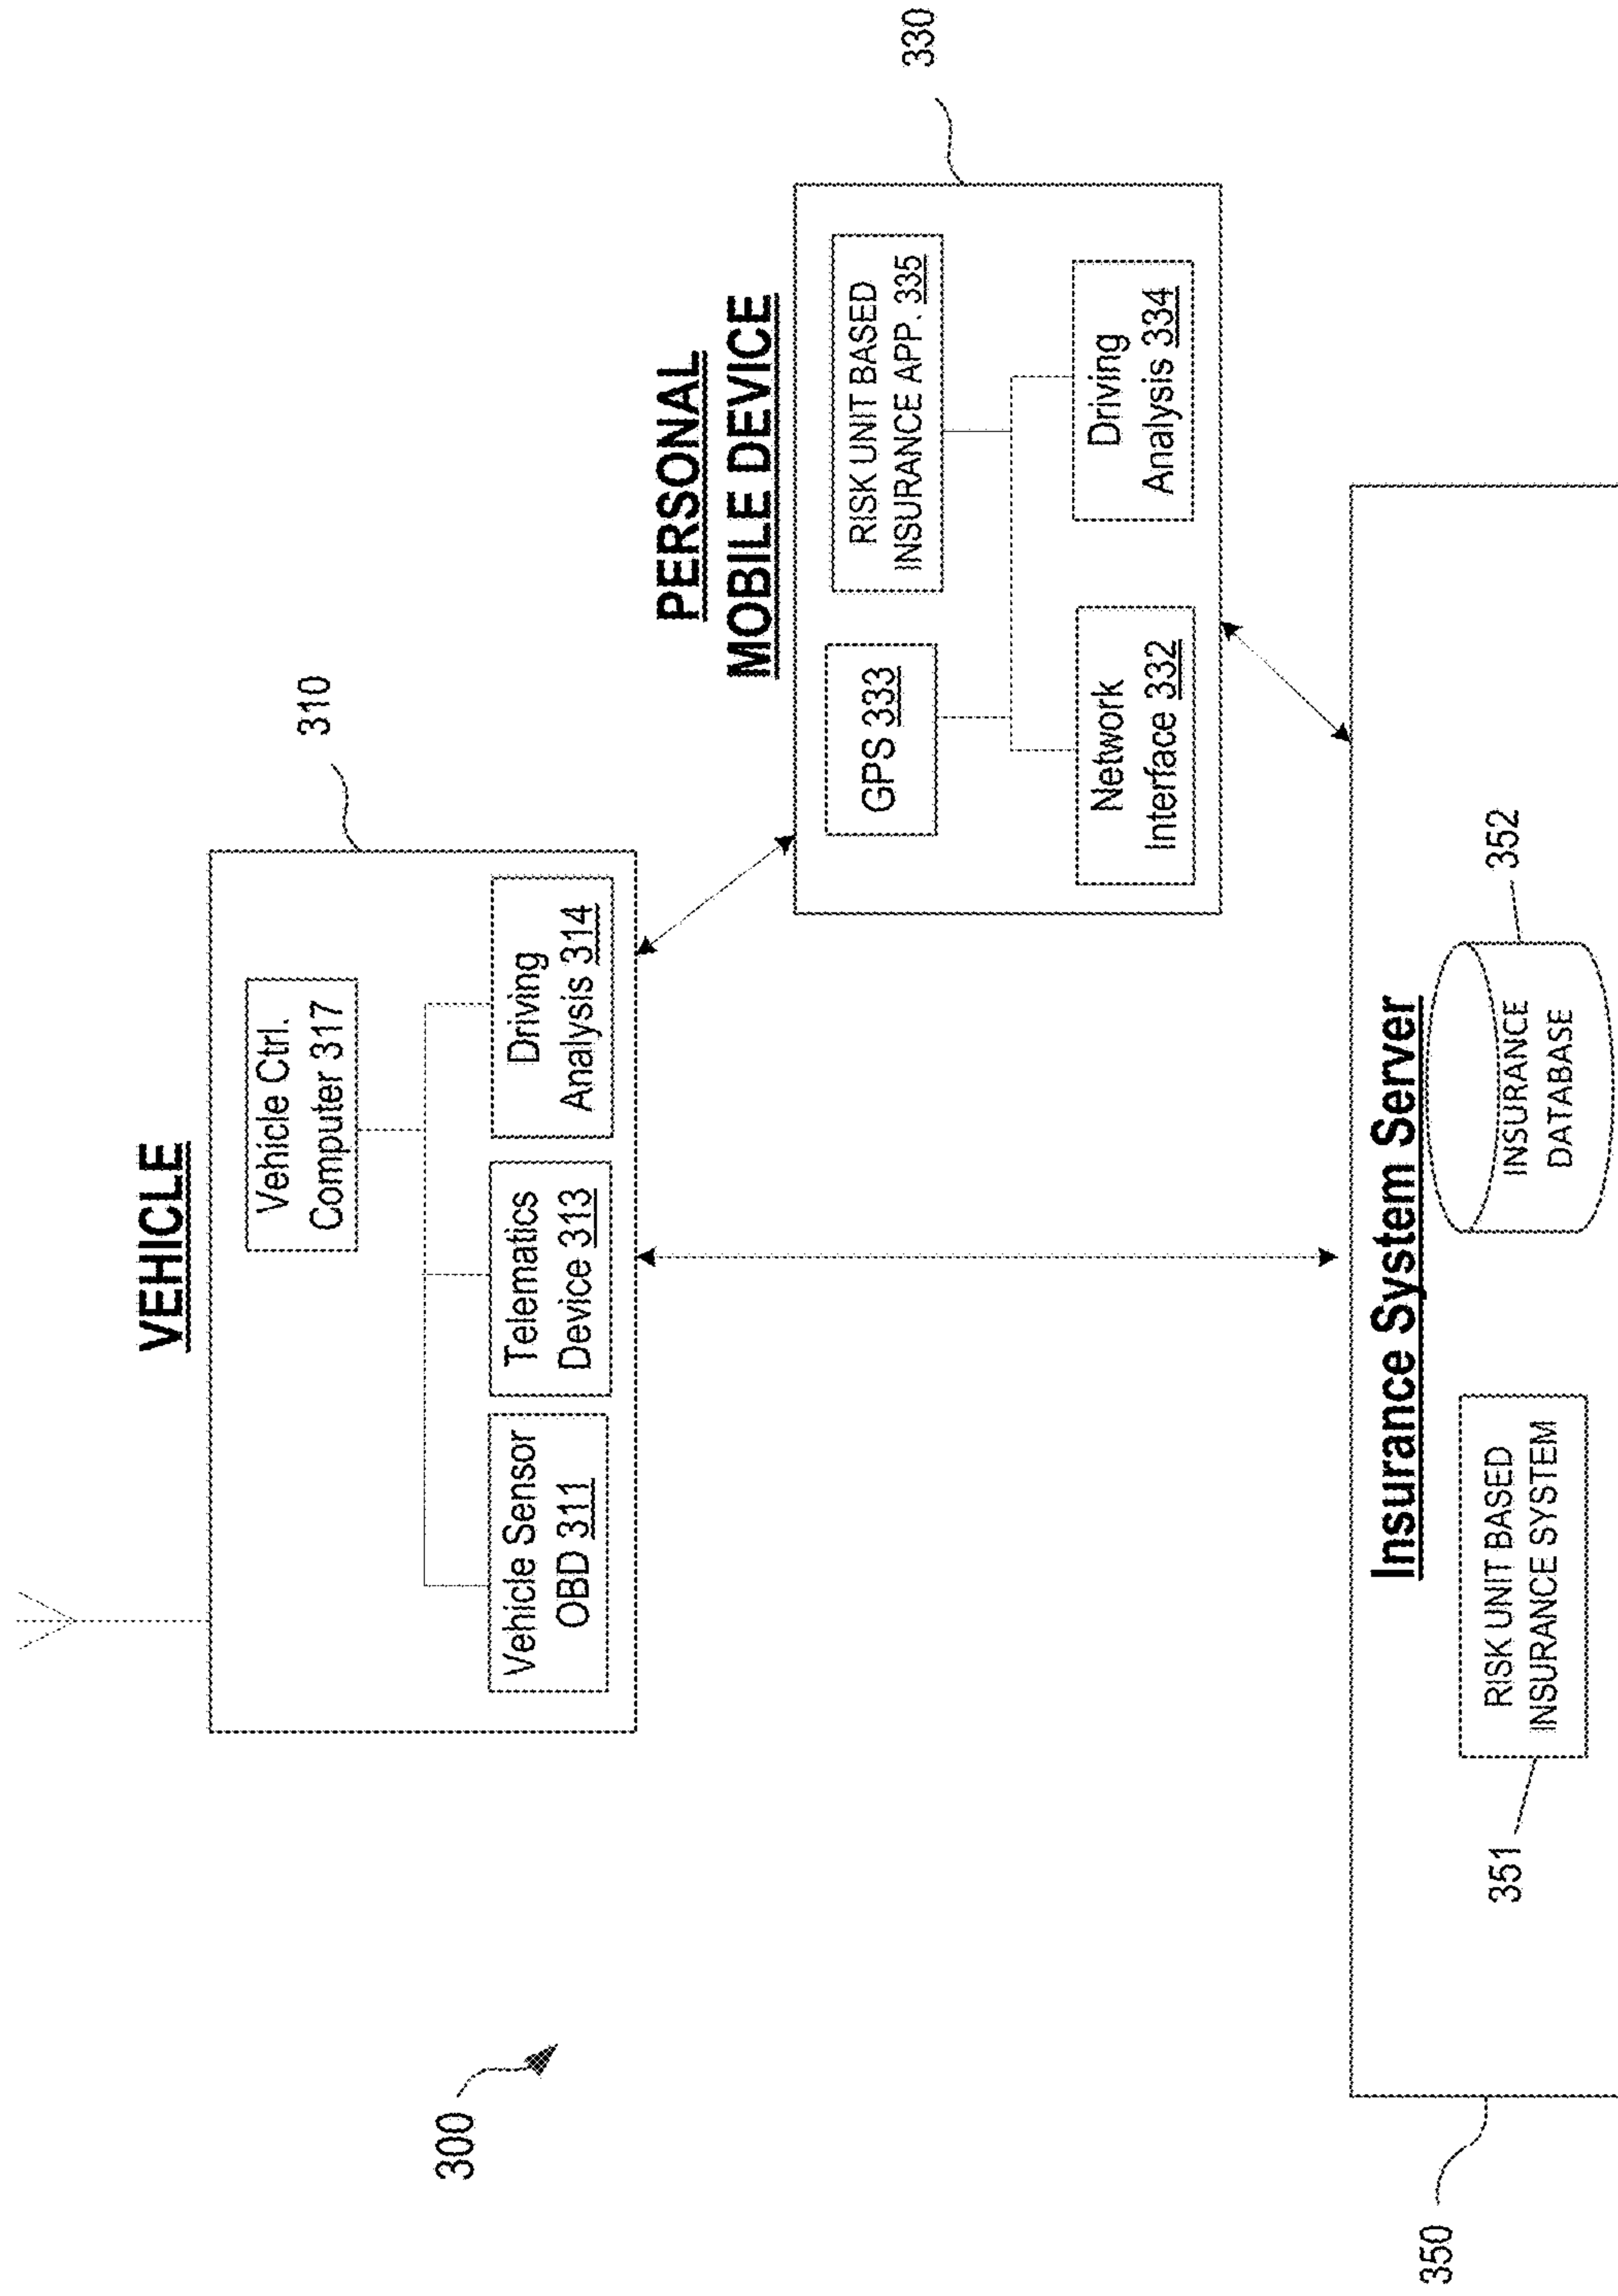 300
VEHICLE
310
Vehicle Ctrl.
Computer 317
Vehicle Sensor
OBD 311
Telematics
Device 313
Driving
Analysis 314
PERSONAL
MOBILE DEVICE
330
GPS 333
RISK UNIT BASED
INSURANCE APP. 335
Network
Interface 332
Driving
Analysis 334
350
Insurance System Server
351
RISK UNIT BASED
INSURANCE SYSTEM
352
INSURANCE
DATABASE